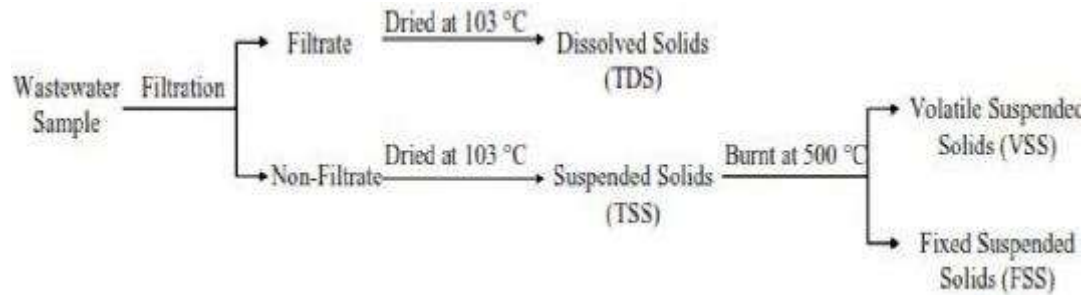 Wastewater
Sample
Filtration
Filtrate
Dried at 103 °C
Dissolved Solids
(TDS)
Non-Filtrate
Dried at 103 °C
Suspended Solids
(TSS)
Burnt at 500 °C
Volatile Suspended
Solids (VSS)
Fixed Suspended
Solids (FSS)